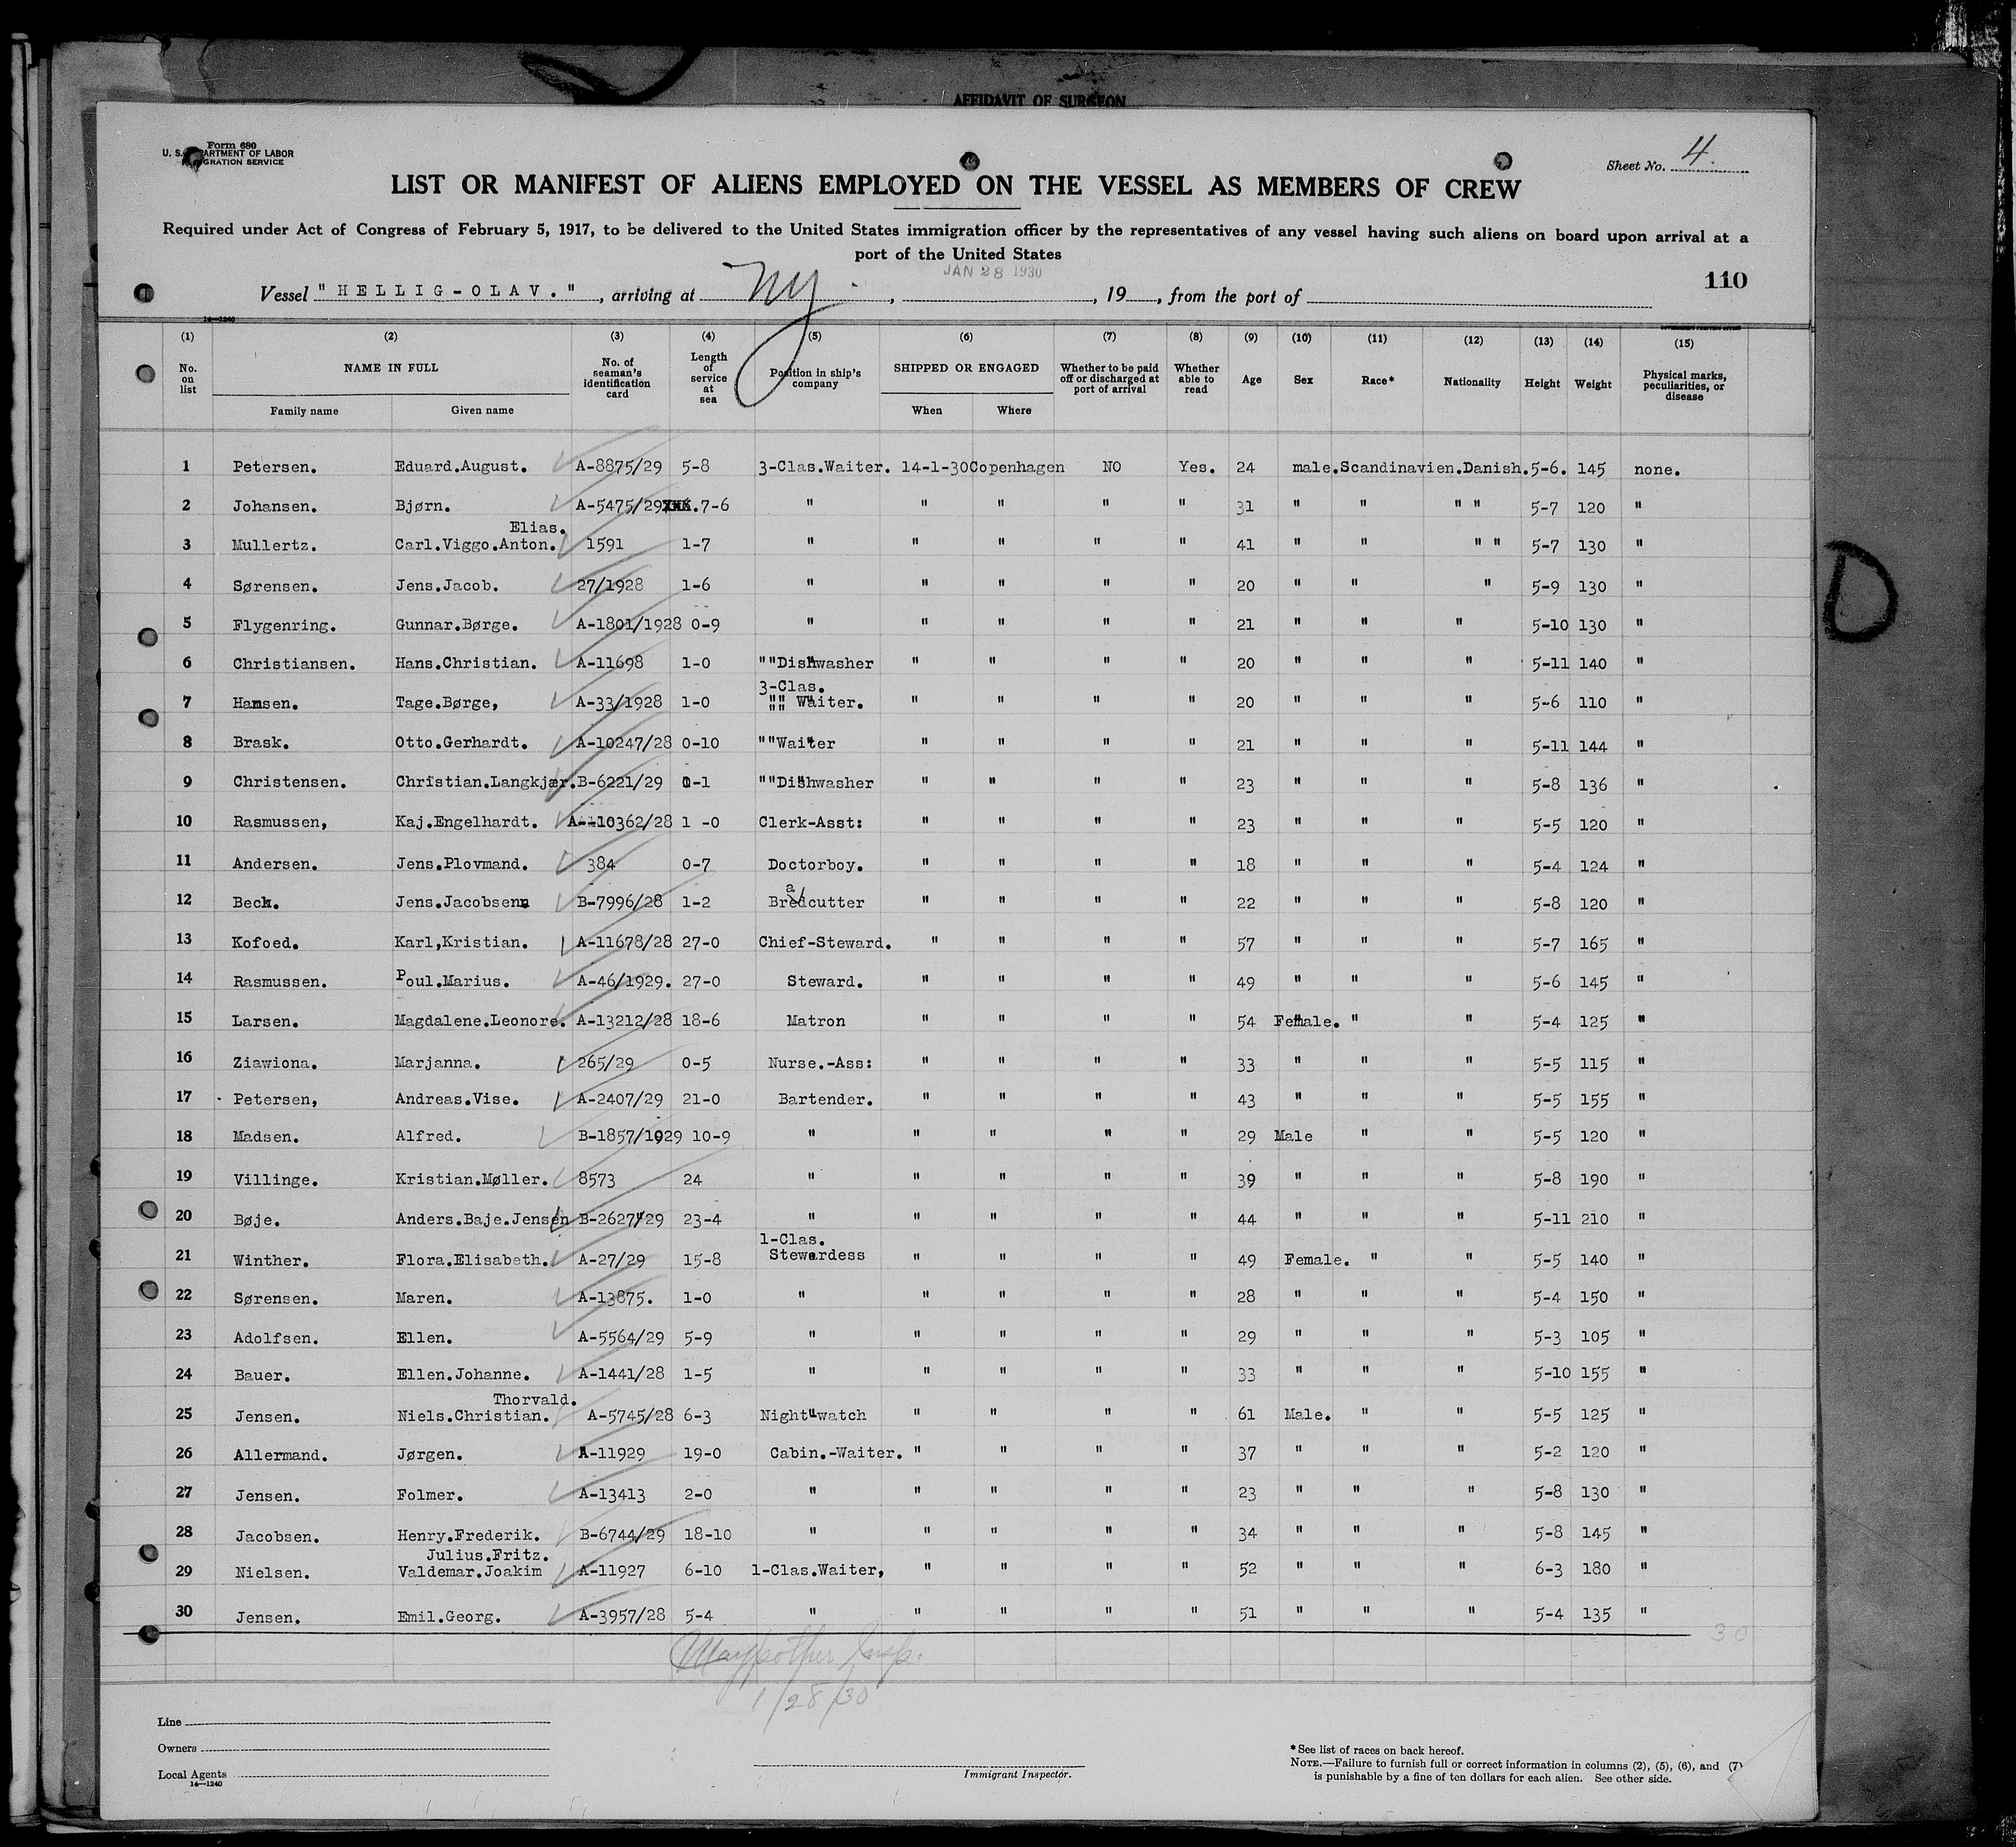 AFFIDAVIT OF SURGEON
Form 680
U. S. DEPARTMENT OF LABOR
IMMIGRATION SERVICE
Sheet No. 4.
LIST OR MANIFEST OF ALIENS EMPLOYED ON THE VESSEL AS MEMBERS OF CREW
Required under Act of Congress of February 5, 1917, to be delivered to the United States immigration officer by the representatives of any vessel having such aliens on board upon arrival at a
port of the United States
JAN 28 1930
110
Vessel "HELLIG-OLAV.", arriving at NY., , 19 , from the port of
14—1240
(1) (2) (3) (4) (5) (6) (7) (8) (9) (10) (11) (12) (13) (14) (15)
No. on list NAME IN FULL No. of seaman's identification card Length of service at sea Position in ship's company SHIPPED OR ENGAGED Whether to be paid off or discharged at port of arrival Whether able to read Age Sex Race* Nationality Height Weight Physical marks, peculiarities, or disease
Family name Given name When Where
1 Petersen. Eduard.August. A-8875/29 5-8 3-Clas.Waiter. 14-1-30 Copenhagen NO Yes. 24 male. Scandinavien. Danish. 5-6. 145 none.
2 Johansen. Bjørn. A-5475/29 xxx.7-6 " " " " " 31 " " " " 5-7 120 "
Elias.
3 Mullertz. Carl.Viggo.Anton. 1591 1-7 " " " " " 41 " " " " 5-7 130 "
4 Sørensen. Jens.Jacob. 27/1928 1-6 " " " " " 20 " " " 5-9 130 "
5 Flygenring. Gunnar.Børge. A-1801/1928 0-9 " " " " " 21 " " " 5-10 130 "
6 Christiansen. Hans.Christian. A-11698 1-0 ""Dishwasher " " " " 20 " " " 5-11 140 "
3-Clas.
7 Hansen. Tage.Børge, A-33/1928 1-0 "" Waiter. " " " " 20 " " " 5-6 110 "
8 Brask. Otto.Gerhardt. A-10247/28 0-10 ""Waiter " " " " 21 " " " 5-11 144 "
9 Christensen. Christian.Langkjær. B-6221/29 0-1 ""Dishwasher " " " " 23 " " " 5-8 136 "
10 Rasmussen, Kaj.Engelhardt. A-10362/28 1 -0 Clerk-Asst: " " " " 23 " " " 5-5 120 "
11 Andersen. Jens.Plovmand. 384 0-7 Doctorboy. " " " " 18 " " " 5-4 124 "
a
12 Beck. Jens.Jacobsen B-7996/28 1-2 Bredcutter " " " " 22 " " " 5-8 120 "
13 Kofoed. Karl,Kristian. A-11678/28 27-0 Chief-Steward. " " " " 57 " " " 5-7 165 "
14 Rasmussen. Poul.Marius. A-46/1929. 27-0 Steward. " " " " 49 " " " 5-6 145 "
15 Larsen. Magdalene.Leonore. A-13212/28 18-6 Matron " " " " 54 Female. " " 5-4 125 "
16 Ziawiona. Marjanna. 265/29 0-5 Nurse.-Ass: " " " " 33 " " " 5-5 115 "
17 Petersen, Andreas.Vise. A-2407/29 21-0 Bartender. " " " " 43 " " " 5-5 155 "
18 Madsen. Alfred. B-1857/1929 10-9 " " " " " 29 Male " " 5-5 120 "
19 Villinge. Kristian.Møller. 8573 24 " " " " " 39 " " " 5-8 190 "
20 Bøje. Anders.Baje.Jensen B-2627/29 23-4 " " " " " 44 " " " 5-11 210 "
1-Clas.
21 Winther. Flora.Elisabeth. A-27/29 15-8 Stewardess " " " " 49 Female. " " 5-5 140 "
22 Sørensen. Maren. A-13875. 1-0 " " " " " 28 " " " 5-4 150 "
23 Adolfsen. Ellen. A-5564/29 5-9 " " " " " 29 " " " 5-3 105 "
24 Bauer. Ellen.Johanne. A-1441/28 1-5 " " " " " 33 " " " 5-10 155 "
Thorvald.
25 Jensen. Niels.Christian. A-5745/28 6-3 Night"watch " " " " 61 Male. " " 5-5 125 "
26 Allermand. Jørgen. A-11929 19-0 Cabin.-Waiter. " " " " 37 " " " 5-2 120 "
27 Jensen. Folmer. A-13413 2-0 " " " " " 23 " " " 5-8 130 "
28 Jacobsen. Henry.Frederik. B-6744/29 18-10 " " " " " 34 " " " 5-8 145 "
Julius.Fritz.
29 Nielsen. Valdemar.Joakim A-11927 6-10 1-Clas.Waiter, " " " " 52 " " " 6-3 180 "
30 Jensen. Emil.Georg. A-3957/28 5-4 " " " " " 51 " " " 5-4 135 "
30
Insp.
1/28/30
D
Line
Owners
Local Agents
14—1240
Immigrant Inspector.
*See list of races on back hereof.
NOTE.—Failure to furnish full or correct information in columns (2), (5), (6), and (7)
is punishable by a fine of ten dollars for each alien. See other side.